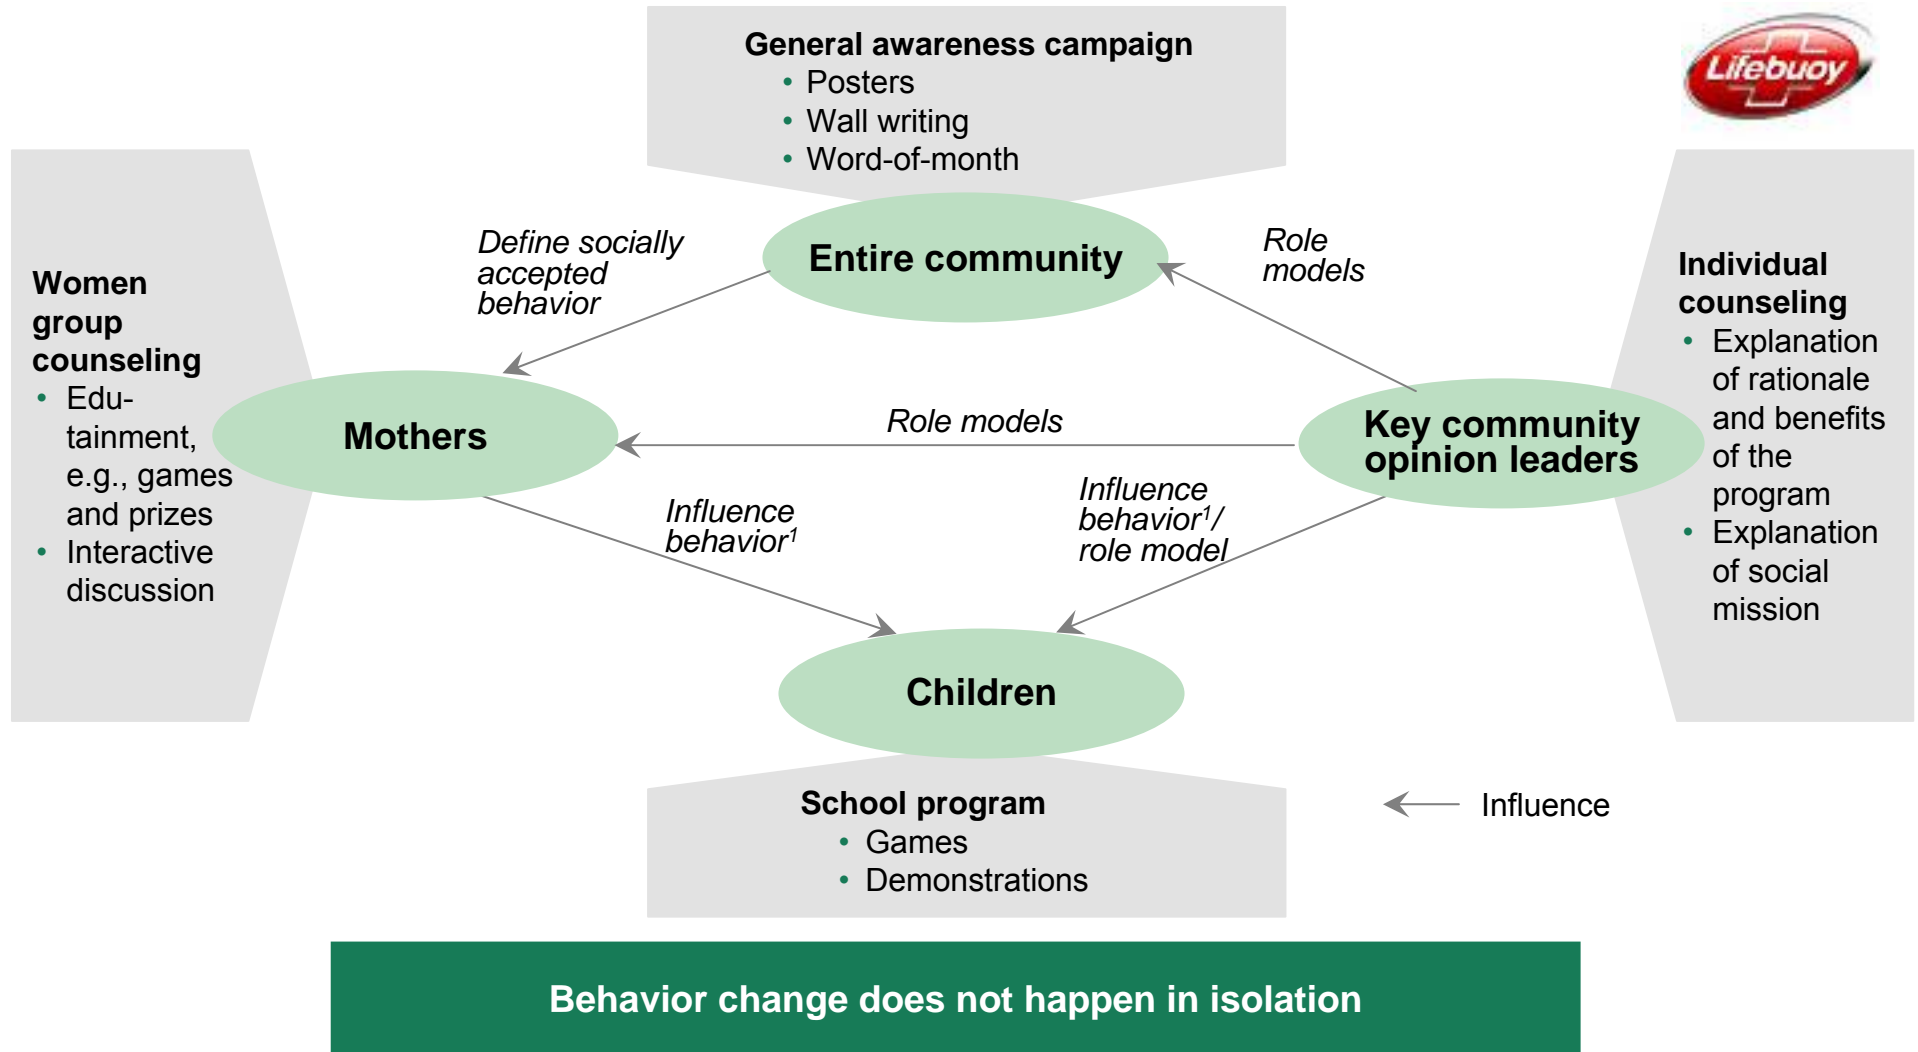 General awareness campaign
• Posters
• Wall writing
• Word-of-month
Lifebuoy
Women
group
counseling
• Edu-
tainment,
e.g., games
and prizes
• Interactive
discussion
Define socially
accepted
behavior
Entire community
Role
models
Individual
counseling
• Explanation
of rationale
and benefits
of the
program
• Explanation
of social
mission
Mothers
Role models
Key community
opinion leaders
Influence
behavior¹
Influence
behavior¹/
role model
Children
School program
• Games
• Demonstrations
Influence
Behavior change does not happen in isolation